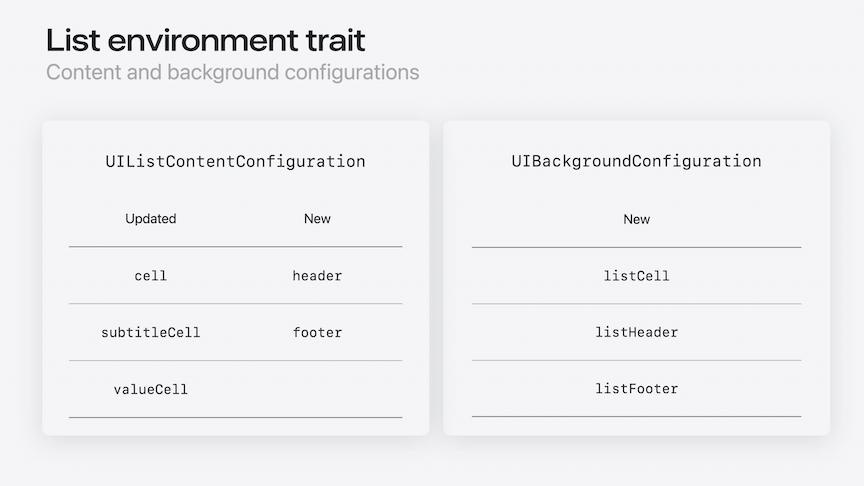 List environment trait
Content and background configurations
UIListContentConfiguration
Updated New
cell header
subtitleCell footer
valueCell
UIBackgroundConfiguration
New
listCell
listHeader
listFooter